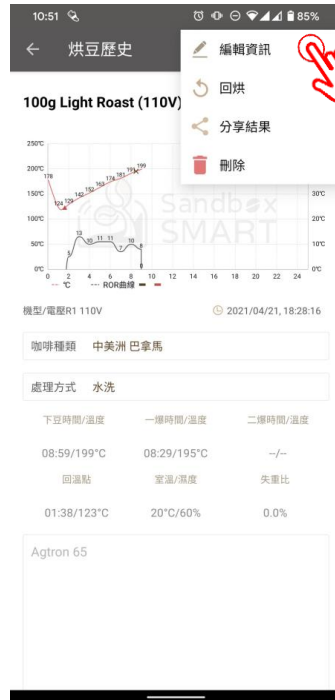 10:51 85%
烘豆歷史
編輯資訊
回烘
分享結果
刪除
100g Light Roast (110V)
Sandbox
SMART
250℃
200℃
150℃
100℃
50℃
0℃
30℃
20℃
10℃
0℃
178
124
129
142
152
163
174
181
191
199
5
13
10
11
11
7
10
8
0
0 2 4 6 8 10 12 14 16 18 20 22 24
-- ℃ --- ROR曲線
機型/電壓R1 110V 2021/04/21, 18:28:16
咖啡種類 中美洲 巴拿馬
處理方式 水洗
下豆時間/溫度 一爆時間/溫度 二爆時間/溫度
08:59/199°C 08:29/195°C --/--
回溫點 室溫/濕度 失重比
01:38/123°C 20°C/60% 0.0%
Agtron 65